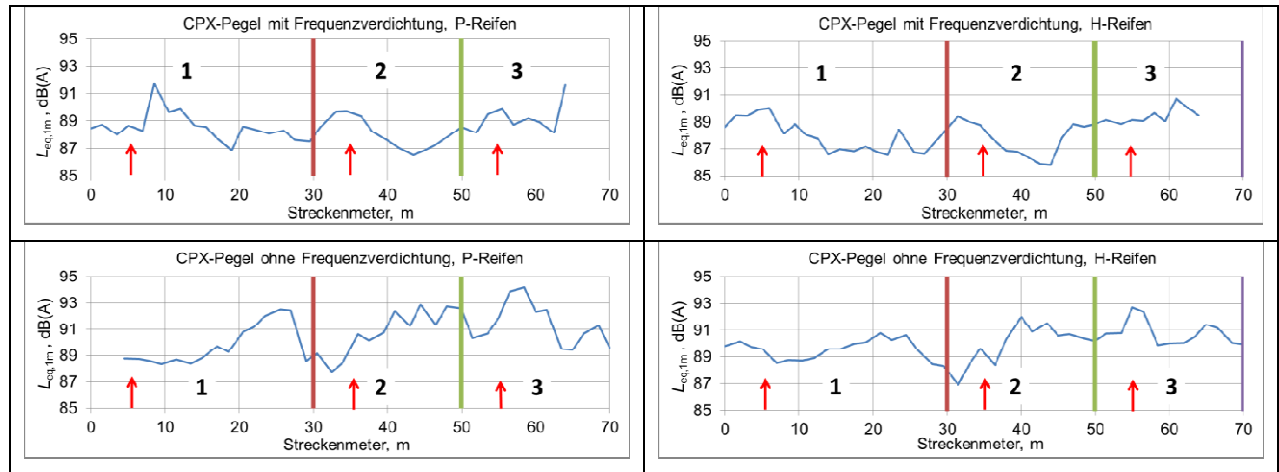 CPX-Pegel mit Frequenzverdichtung, P-Reifen
95
93
91
89
87
85
Leq,1m , dB(A)
1
2
3
0 10 20 30 40 50 60 70
Streckenmeter, m
CPX-Pegel mit Frequenzverdichtung, H-Reifen
95
93
91
89
87
85
Leq,1m , dB(A)
1
2
3
0 10 20 30 40 50 60 70
Streckenmeter, m
CPX-Pegel ohne Frequenzverdichtung, P-Reifen
95
93
91
89
87
85
Leq,1m , dB(A)
1
2
3
0 10 20 30 40 50 60 70
Streckenmeter, m
CPX-Pegel ohne Frequenzverdichtung, H-Reifen
95
93
91
89
87
85
Leq,1m , dB(A)
1
2
3
0 10 20 30 40 50 60 70
Streckenmeter, m